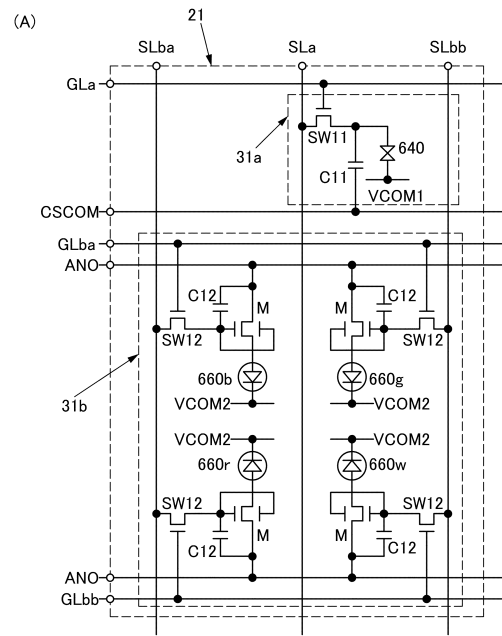 (A)
21
SLba SLa SLbb
GLa
31a
SW11
640
C11
VCOM1
CSCOM
GLba
ANO
C12 M M C12
SW12 SW12
660b 660g
31b
VCOM2 VCOM2
VCOM2 VCOM2
660r 660w
SW12 SW12
C12 M M C12
ANO
GLbb